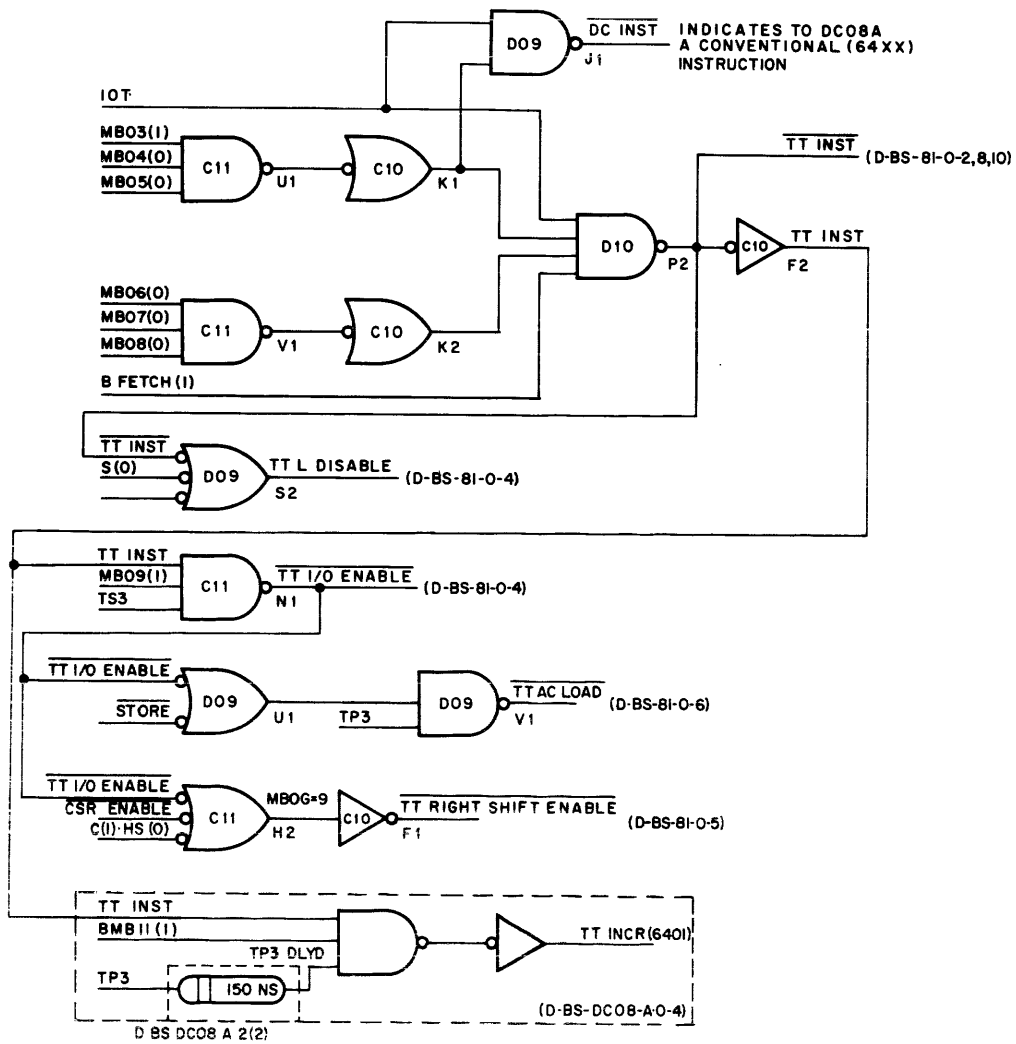 DC INST INDICATES TO DC08A
D09 A CONVENTIONAL (64XX)
J1 INSTRUCTION
IOT
MB03(1)
MB04(0) C11 C10
MB05(0) U1 K1
TT INST (D-BS-81-0-2,8,10)
D10 P2 C10 TT INST
F2
MB06(0)
MB07(0) C11 C10
MB08(0) V1 K2
B FETCH(1)
TT INST
S(0) D09 TT L DISABLE (D-BS-81-0-4)
S2
TT INST
MB09(1) C11 TT I/O ENABLE (D-BS-81-0-4)
TS3 N1
TT I/O ENABLE
D09 D09 TT AC LOAD (D-BS-81-0-6)
STORE U1 TP3 V1
TT I/O ENABLE
CSR ENABLE C11 MBOG=9 C10 TT RIGHT SHIFT ENABLE (D-BS-81-0-5)
C(1)·HS(0) H2 F1
TT INST
BMB11(1) TT INCR(6401)
TP3 DLYD
TP3 150 NS
(D-BS-DC08-A-0-4)
D BS DC08 A 2(2)